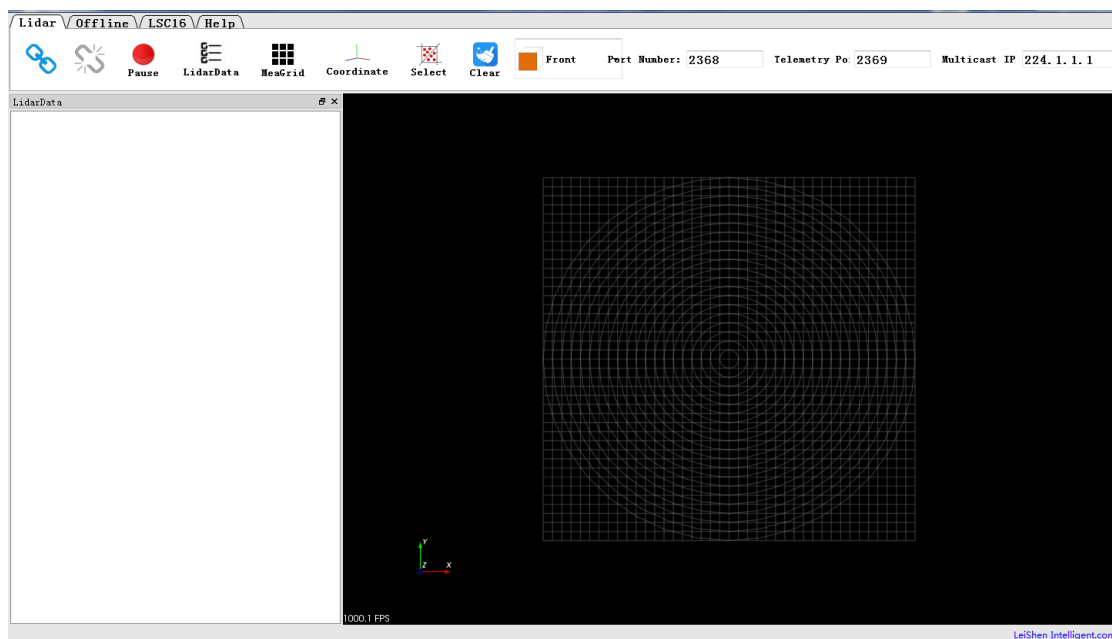 Lidar Offline LSC16 Help
Front Port Number: 2368 Telemetry Po: 2369 Multicast IP 224.1.1.1
Pause LidarData MeaGrid Coordinate Select Clear
LidarData
Y
Z X
1000.1 FPS
LeiShen Intelligent.com